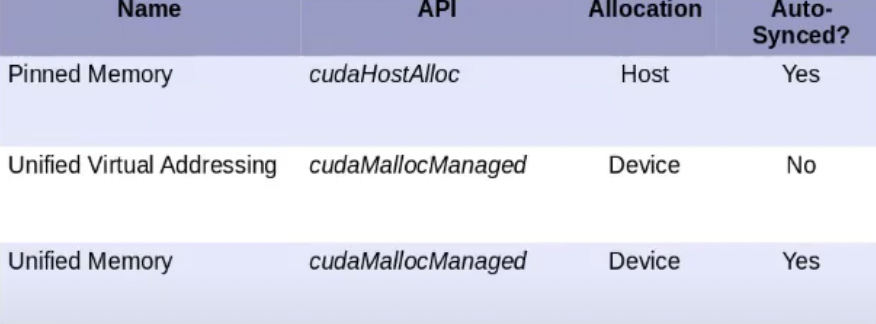 Name API Allocation Auto-
Synced?
Pinned Memory cudaHostAlloc Host Yes
Unified Virtual Addressing cudaMallocManaged Device No
Unified Memory cudaMallocManaged Device Yes